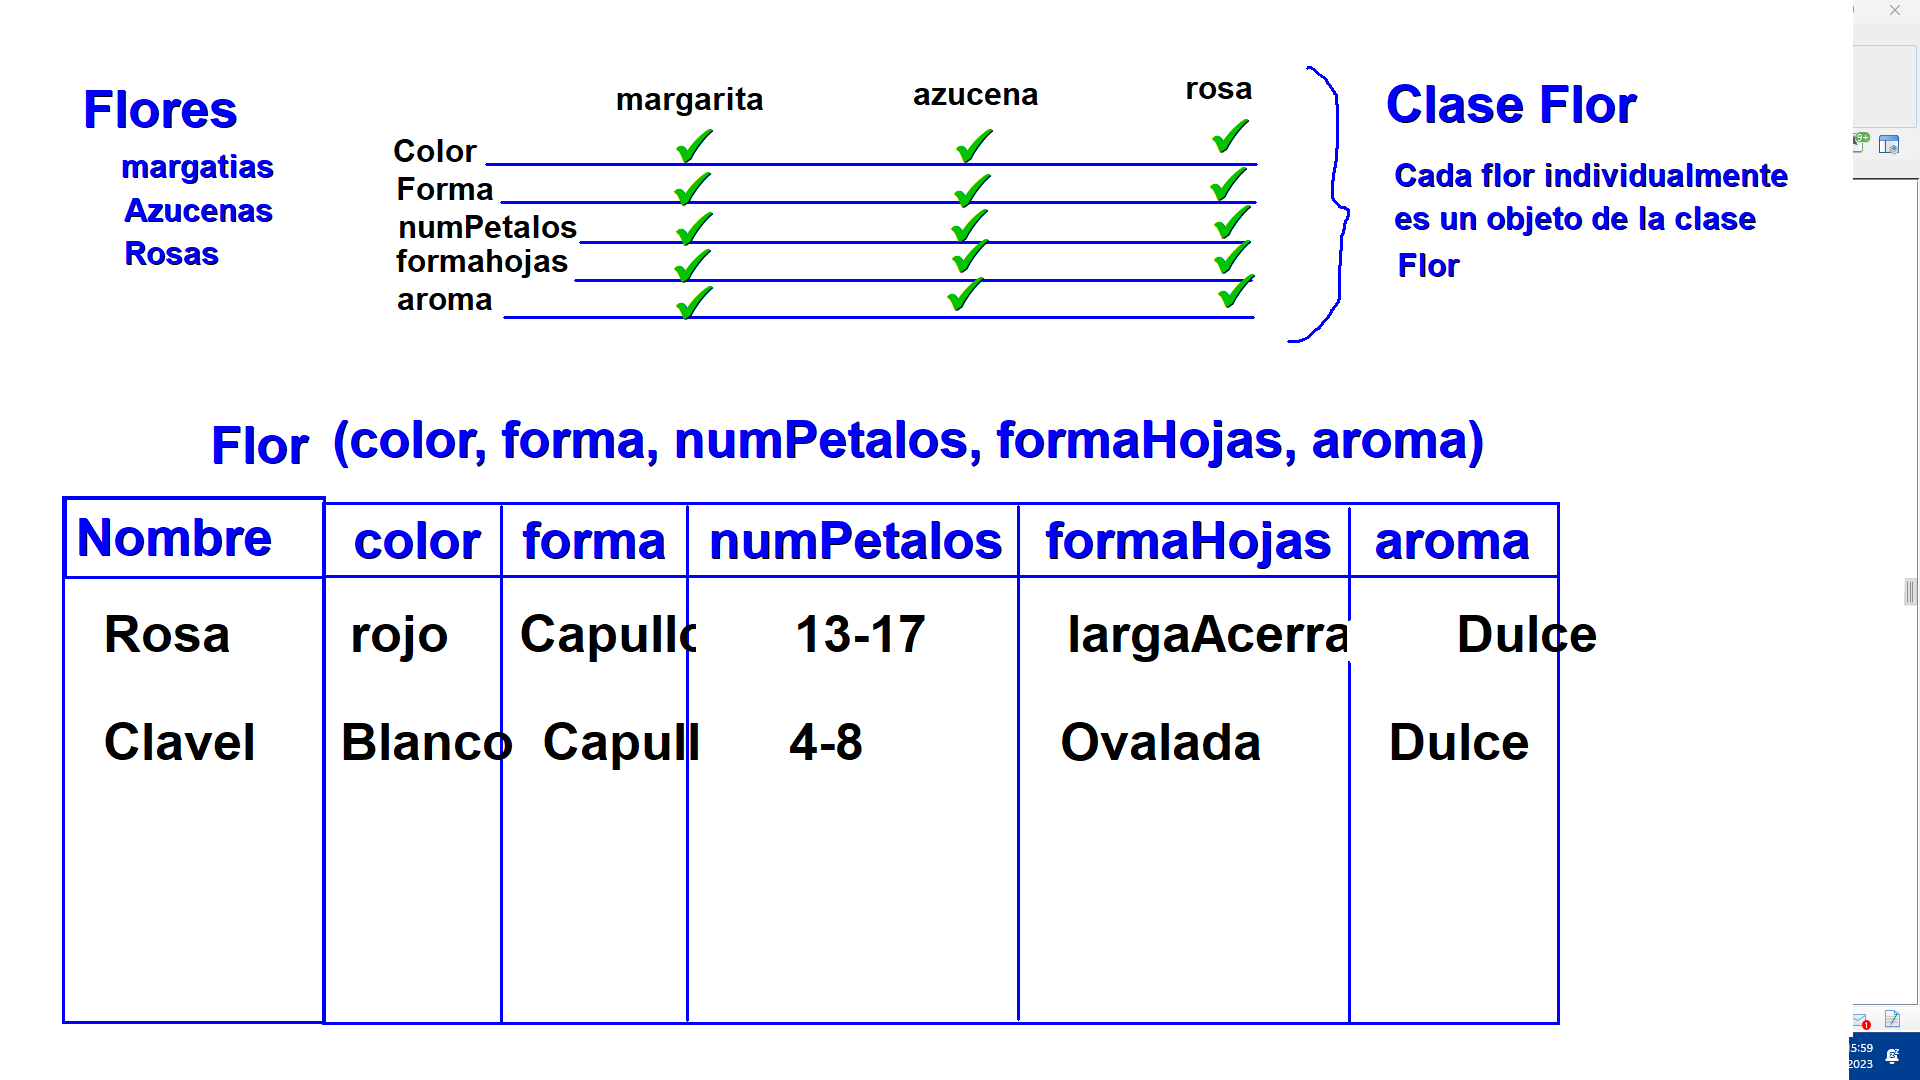 Flores
margatias
Azucenas
Rosas
margarita azucena rosa
Color
Forma
numPetalos
formahojas
aroma
Clase Flor
Cada flor individualmente
es un objeto de la clase
Flor
Flor (color, forma, numPetalos, formaHojas, aroma)
Nombre color forma numPetalos formaHojas aroma
Rosa rojo Capullo 13-17 largaAcerra Dulce
Clavel Blanco Capull 4-8 Ovalada Dulce
9+
1
5:59
2023